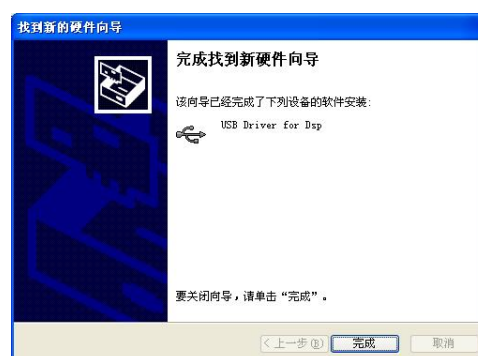 找到新的硬件向导
完成找到新硬件向导
该向导已经完成了下列设备的软件安装:
USB Driver for Dsp
要关闭向导，请单击“完成”。
< 上一步(B)
完成
取消